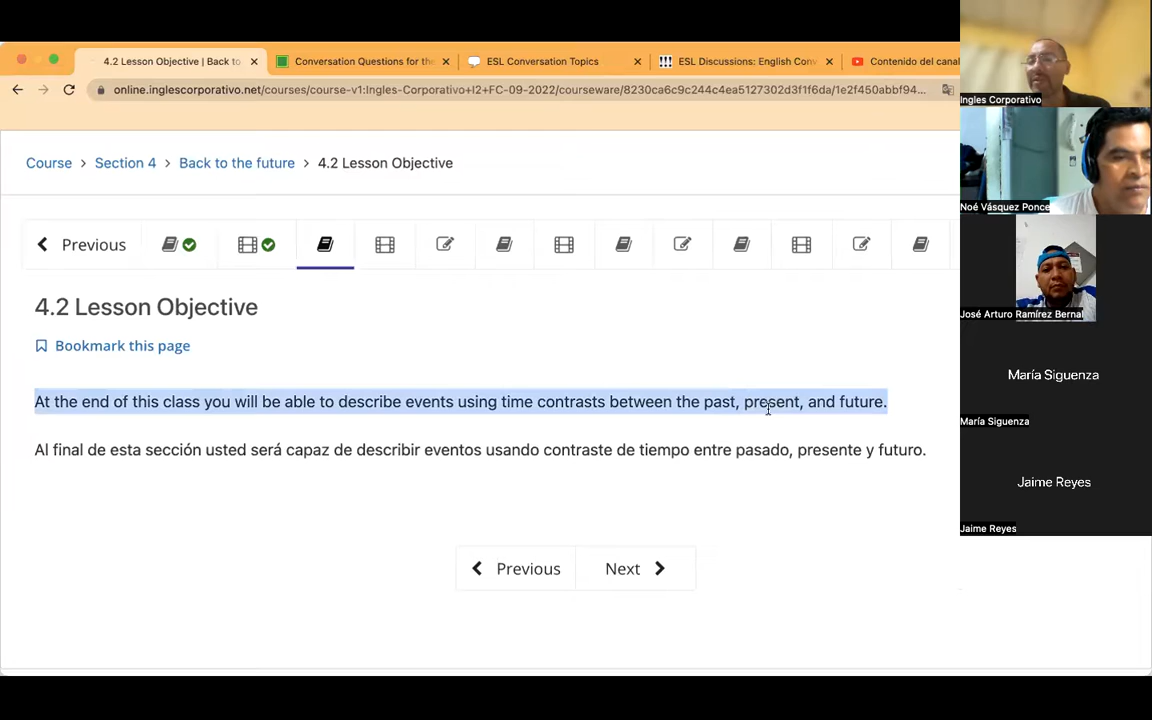 4.2 Lesson Objective | Back to
Conversation Questions for the
ESL Conversation Topics
ESL Discussions: English Conv
Contenido del canal
online.inglescorporativo.net/courses/course-v1:Ingles-Corporativo+I2+FC-09-2022/courseware/8230ca6c9c244c4ea5127302d3f1f6da/1e2f450abbf94...
Ingles Corporativo
Course > Section 4 > Back to the future > 4.2 Lesson Objective
Noé Vásquez Ponce
Previous
4.2 Lesson Objective
José Arturo Ramírez Bernal
Bookmark this page
María Siguenza
At the end of this class you will be able to describe events using time contrasts between the past, present, and future.
María Siguenza
Al final de esta sección usted será capaz de describir eventos usando contraste de tiempo entre pasado, presente y futuro.
Jaime Reyes
Jaime Reyes
Previous
Next